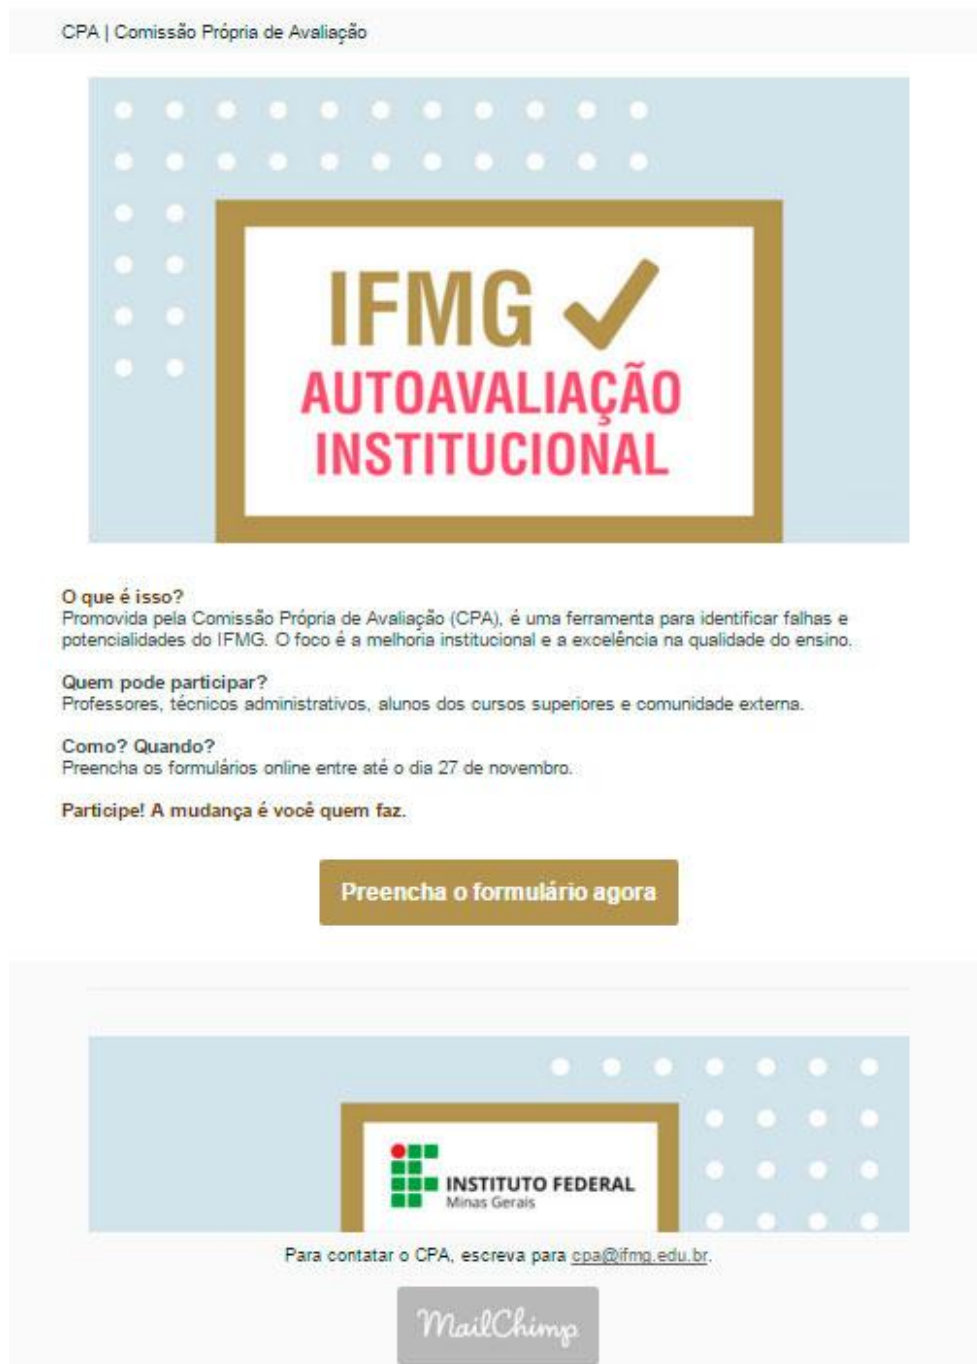 CPA | Comissão Própria de Avaliação
IFMG
AUTOAVALIAÇÃO
INSTITUCIONAL
O que é isso?
Promovida pela Comissão Própria de Avaliação (CPA), é uma ferramenta para identificar falhas e
potencialidades do IFMG. O foco é a melhoria institucional e a excelência na qualidade do ensino.
Quem pode participar?
Professores, técnicos administrativos, alunos dos cursos superiores e comunidade externa.
Como? Quando?
Preencha os formulários online entre até o dia 27 de novembro.
Participe! A mudança é você quem faz.
Preencha o formulário agora
INSTITUTO FEDERAL
Minas Gerais
Para contatar o CPA, escreva para cpa@ifmg.edu.br.
MailChimp